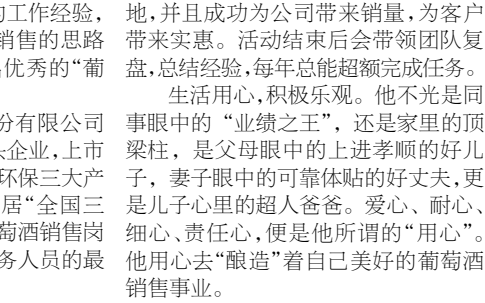 的工作经验，
销售的思路
优秀的“葡
份有限公司
头企业，上市
环保三大产
居“全国三
萄酒销售岗
务人员的最
地，并且成功为公司带来销量，为客户
带来实惠。活动结束后会带领团队复
盘，总结经验，每年总能超额完成任务。
生活用心，积极乐观。他不光是同
事眼中的“业绩之王”，还是家里的顶
梁柱，是父母眼中的上进孝顺的好儿
子，妻子眼中的可靠体贴的好丈夫，更
是儿子心里的超人爸爸。爱心、耐心、
细心、责任心，便是他所谓的“用心”。
他用心去“酿造”着自己美好的葡萄酒
销售事业。